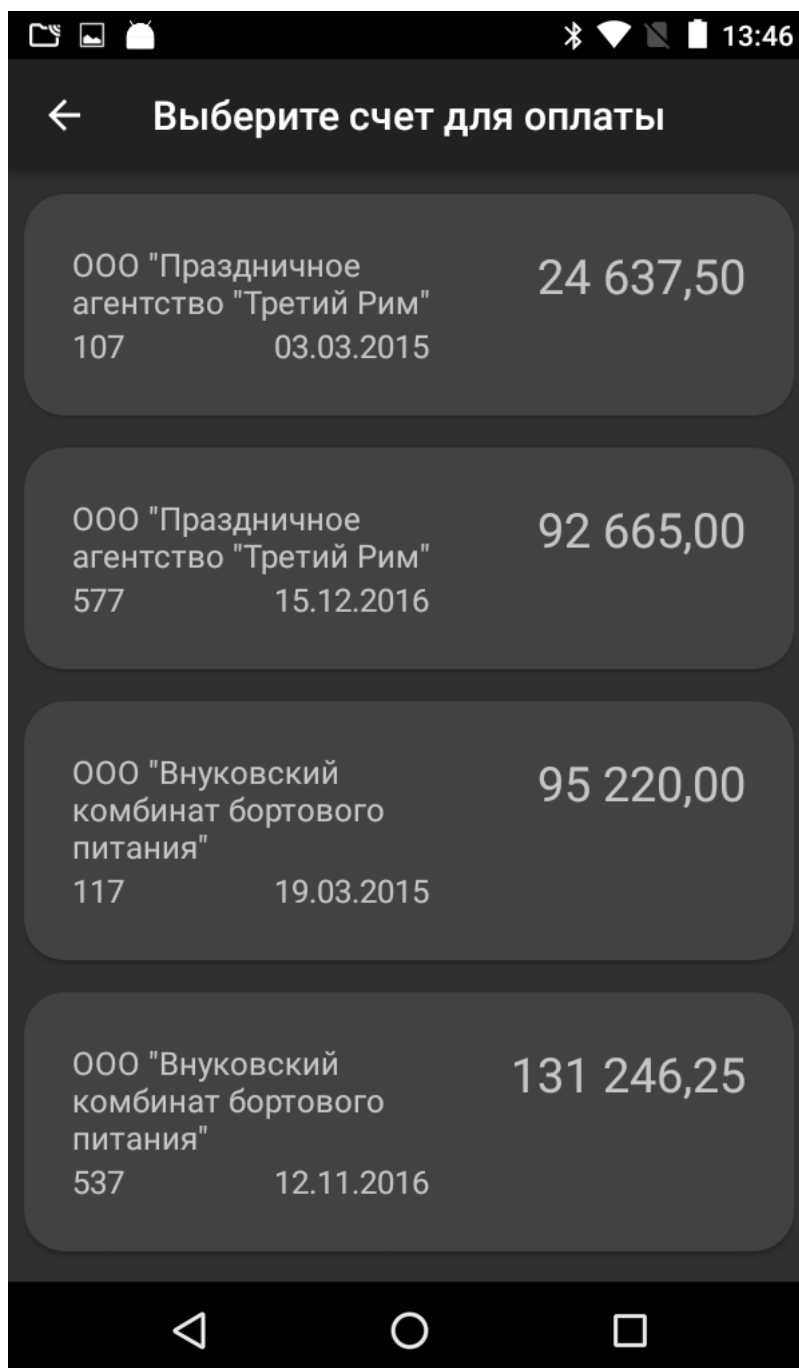 13:46
Выберите счет для оплаты
ООО "Праздничное
агентство "Третий Рим"
24 637,50
107 03.03.2015
ООО "Праздничное
агентство "Третий Рим"
92 665,00
577 15.12.2016
ООО "Внуковский
комбинат бортового
питания"
95 220,00
117 19.03.2015
ООО "Внуковский
комбинат бортового
питания"
131 246,25
537 12.11.2016